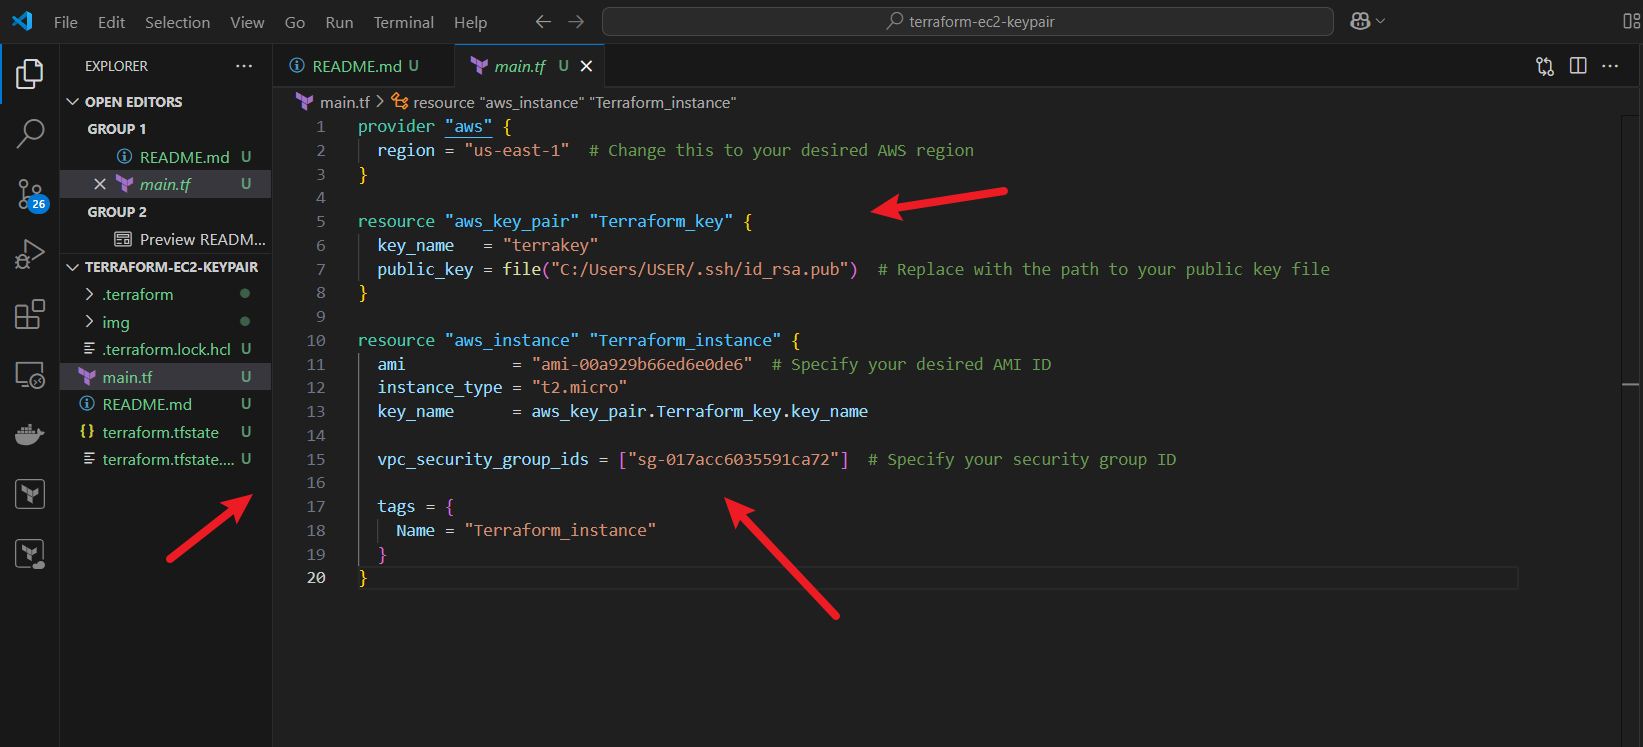 File Edit Selection View Go Run Terminal Help
terraform-ec2-keypair
EXPLORER
OPEN EDITORS
GROUP 1
README.md U
main.tf U
GROUP 2
Preview READM...
TERRAFORM-EC2-KEYPAIR
.terraform
img
.terraform.lock.hcl U
main.tf U
README.md U
terraform.tfstate U
terraform.tfstate.... U
26
README.md U
main.tf U
main.tf > resource "aws_instance" "Terraform_instance"
1 provider "aws" {
2   region = "us-east-1"  # Change this to your desired AWS region
3 }
4
5 resource "aws_key_pair" "Terraform_key" {
6   key_name   = "terrakey"
7   public_key = file("C:/Users/USER/.ssh/id_rsa.pub")  # Replace with the path to your public key file
8 }
9
10 resource "aws_instance" "Terraform_instance" {
11   ami           = "ami-00a929b66ed6e0de6"  # Specify your desired AMI ID
12   instance_type = "t2.micro"
13   key_name      = aws_key_pair.Terraform_key.key_name
14
15   vpc_security_group_ids = ["sg-017acc6035591ca72"]  # Specify your security group ID
16
17   tags = {
18     Name = "Terraform_instance"
19   }
20 }